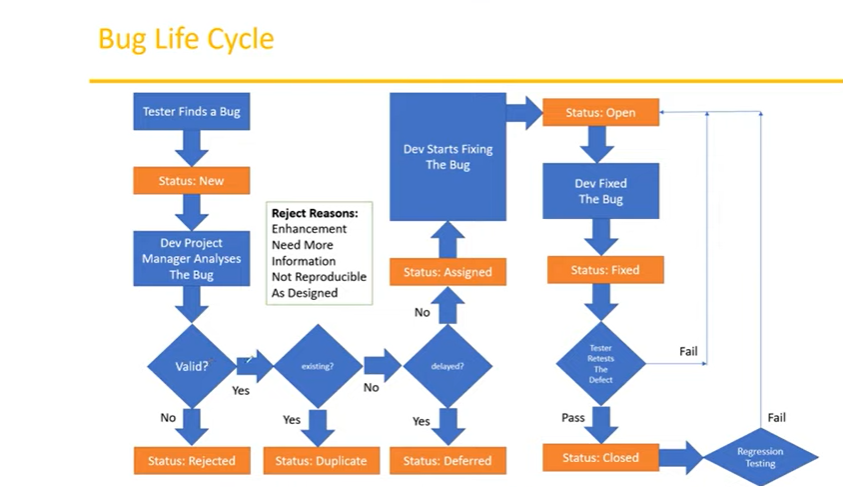 Bug Life Cycle
Tester Finds a Bug
Status: New
Dev Project
Manager Analyses
The Bug
Valid?
Yes
No
Status: Rejected
Reject Reasons:
Enhancement
Need More
Information
Not Reproducible
As Designed
existing?
No
Yes
Status: Duplicate
delayed?
No
Yes
Status: Deferred
Status: Assigned
Dev Starts Fixing
The Bug
Status: Open
Dev Fixed
The Bug
Status: Fixed
Tester
Retests
The
Defect
Fail
Pass
Status: Closed
Regression
Testing
Fail